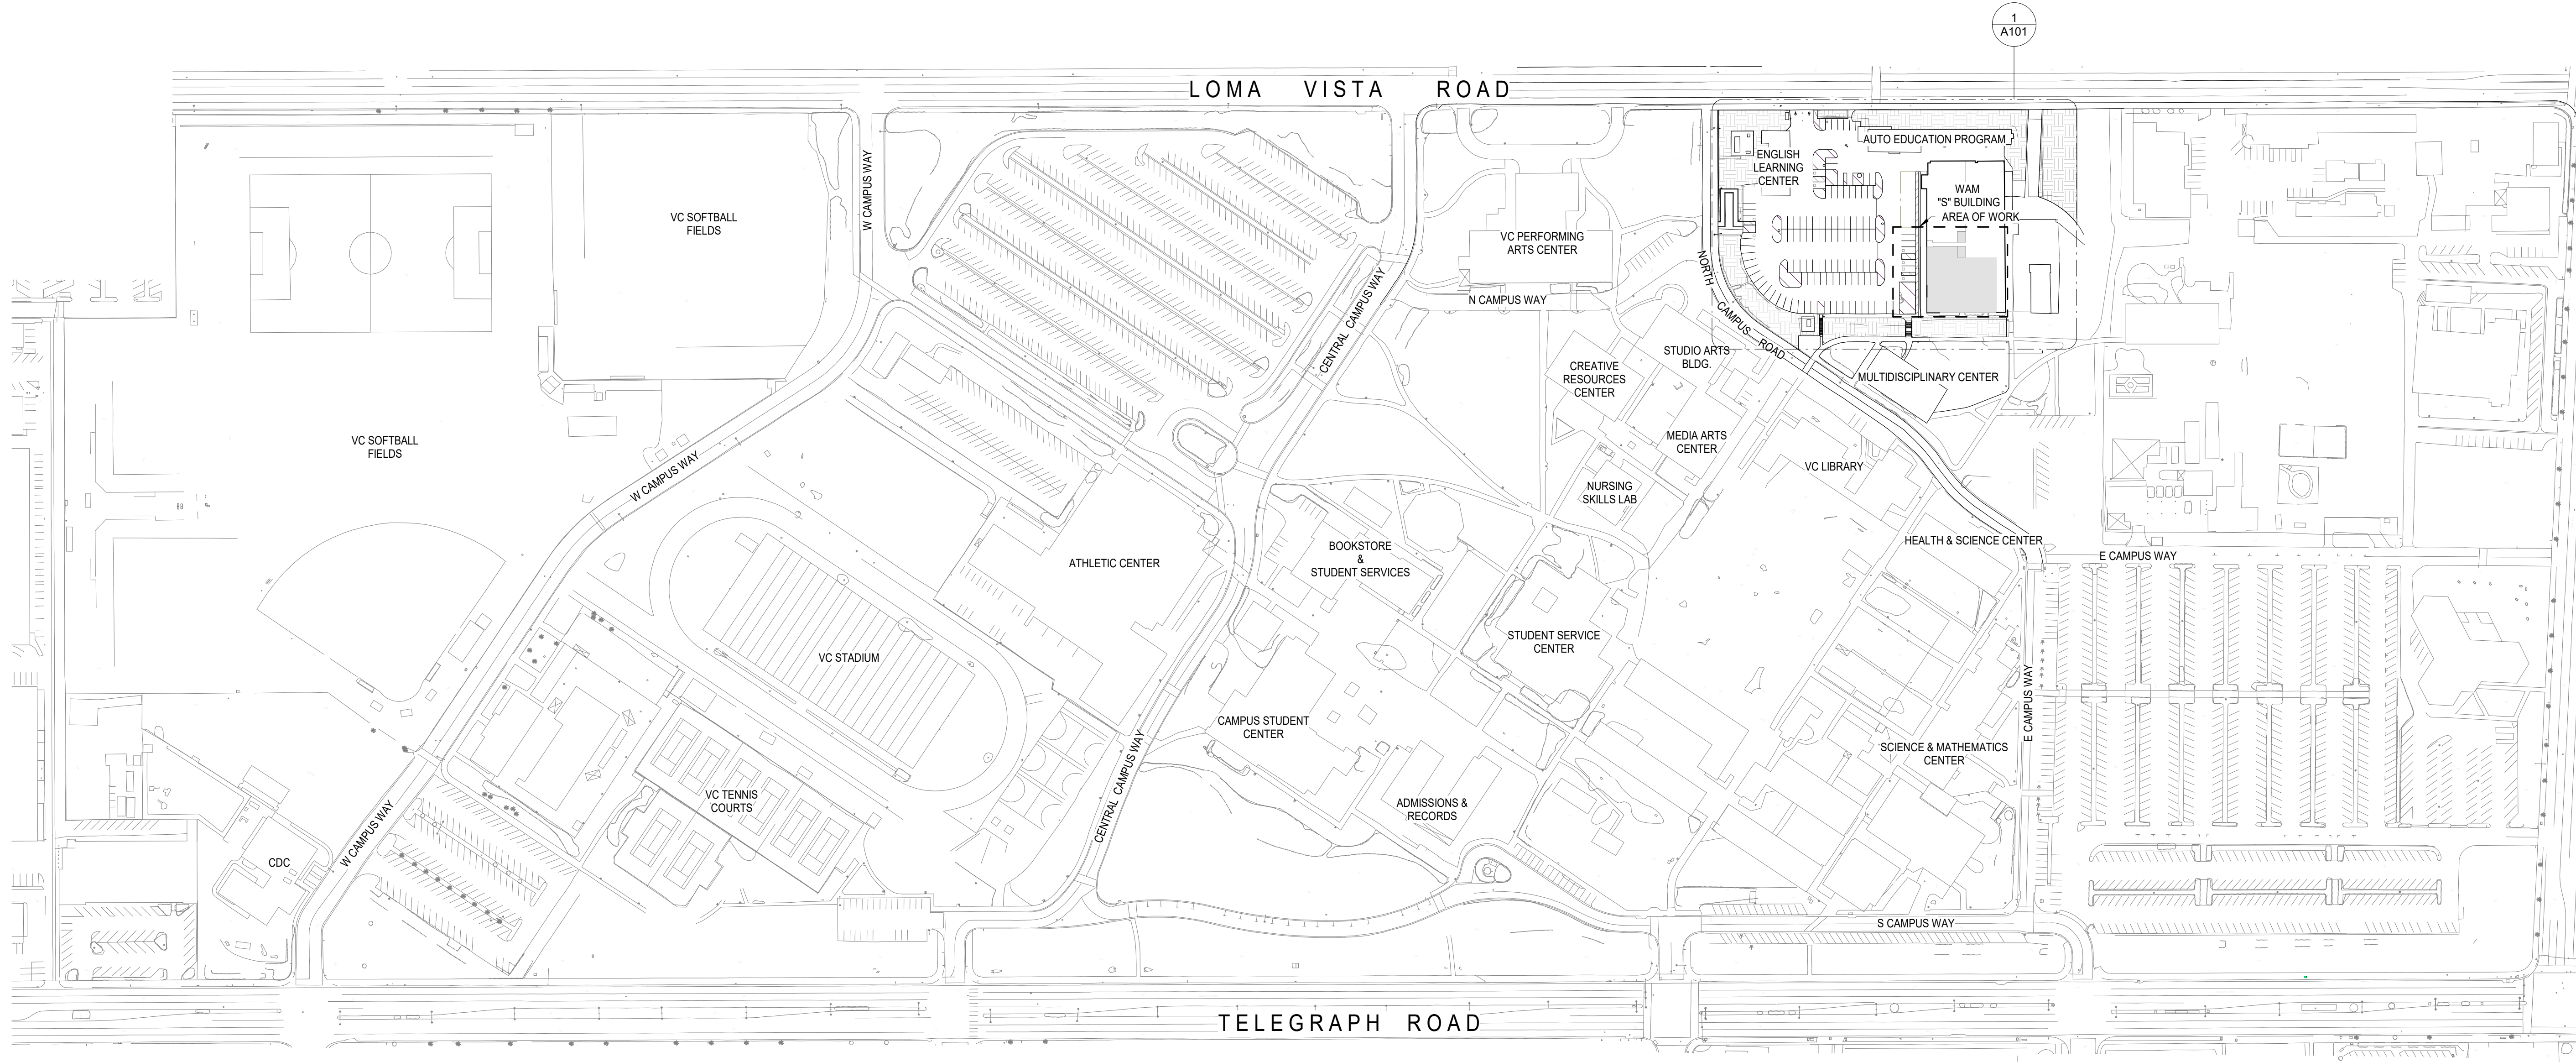 1
A101
LOMA VISTA ROAD
W CAMPUS WAY
AUTO EDUCATION PROGRAM
ENGLISH
LEARNING
CENTER
WAM
"S" BUILDING
AREA OF WORK
VC SOFTBALL
FIELDS
VC PERFORMING
ARTS CENTER
NORTH CAMPUS ROAD
N CAMPUS WAY
CENTRAL CAMPUS WAY
STUDIO ARTS
BLDG.
CREATIVE
RESOURCES
CENTER
MULTIDISCIPLINARY CENTER
VC SOFTBALL
FIELDS
W CAMPUS WAY
MEDIA ARTS
CENTER
VC LIBRARY
NURSING
SKILLS LAB
HEALTH & SCIENCE CENTER
E CAMPUS WAY
BOOKSTORE
&
STUDENT SERVICES
ATHLETIC CENTER
STUDENT SERVICE
CENTER
VC STADIUM
E CAMPUS WAY
CAMPUS STUDENT
CENTER
SCIENCE & MATHEMATICS
CENTER
CENTRAL CAMPUS WAY
VC TENNIS
COURTS
ADMISSIONS &
RECORDS
W CAMPUS WAY
CDC
S CAMPUS WAY
TELEGRAPH ROAD